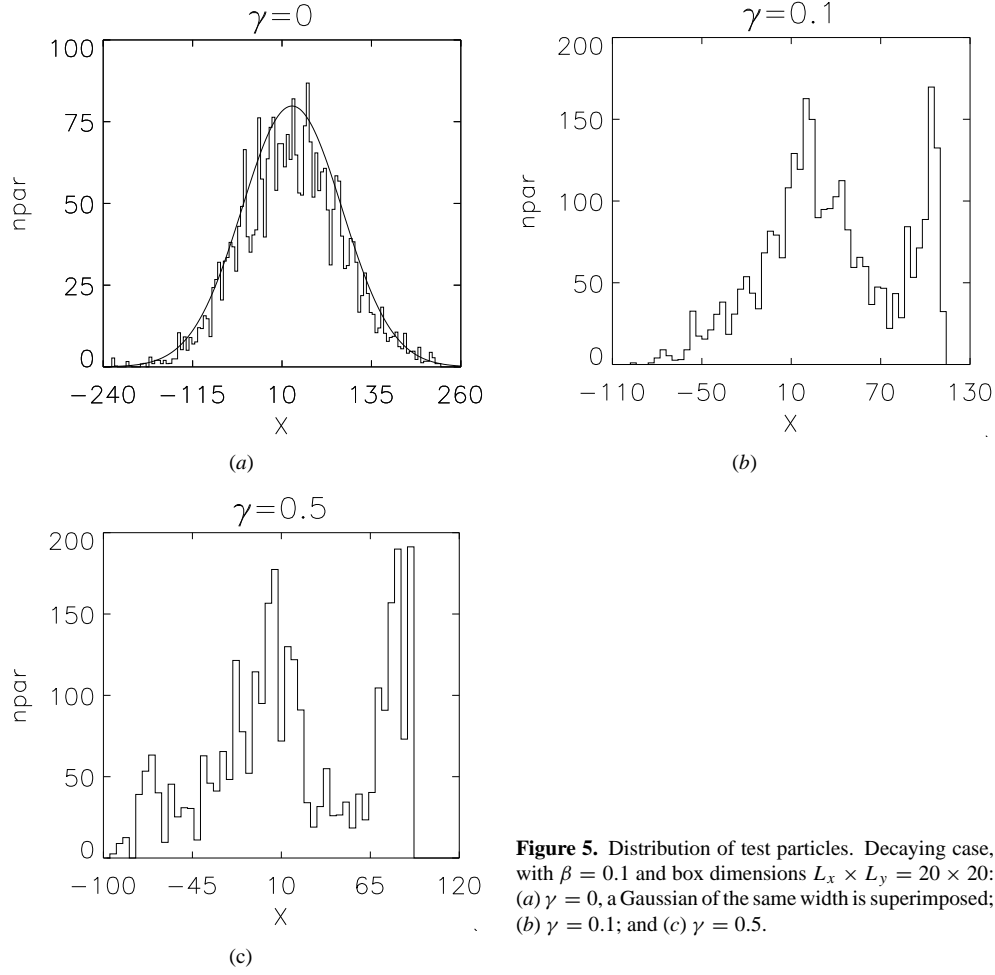 γ=0
100
75
50
25
0
npar
−240 −115 10 135 260
X
(a)
γ=0.1
200
150
100
50
0
npar
−110 −50 10 70 130
X
(b)
γ=0.5
200
150
100
50
0
npar
−100 −45 10 65 120
X
(c)
Figure 5. Distribution of test particles. Decaying case,
with β = 0.1 and box dimensions Lx × Ly = 20 × 20:
(a) γ = 0, a Gaussian of the same width is superimposed;
(b) γ = 0.1; and (c) γ = 0.5.